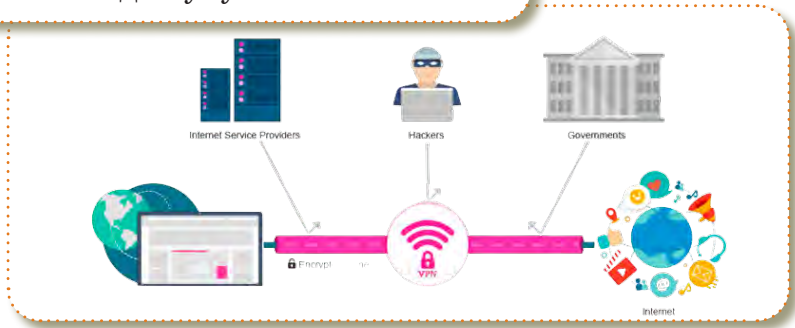 Internet Service Providers
Hackers
Governments
VPN
Internet